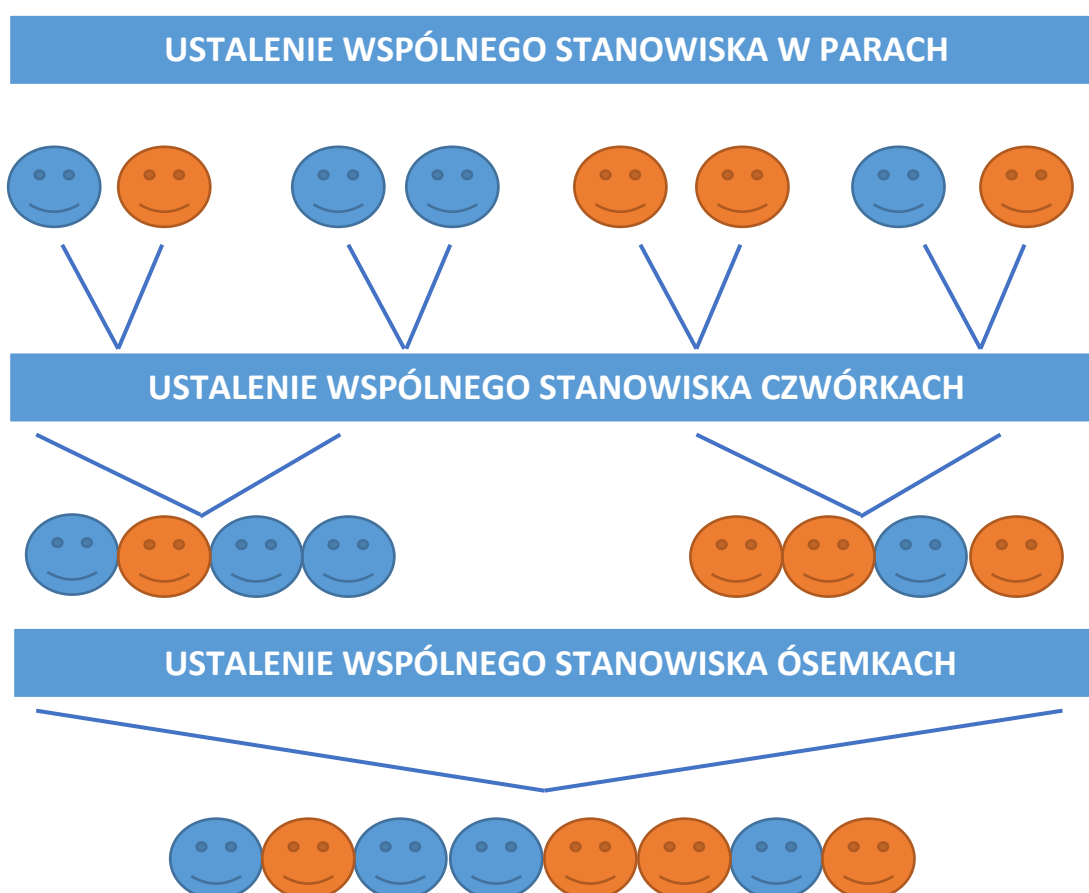 USTALENIE WSPÓLNEGO STANOWISKA W PARACH
USTALENIE WSPÓLNEGO STANOWISKA CZWÓRKACH
USTALENIE WSPÓLNEGO STANOWISKA ÓSEMKACH